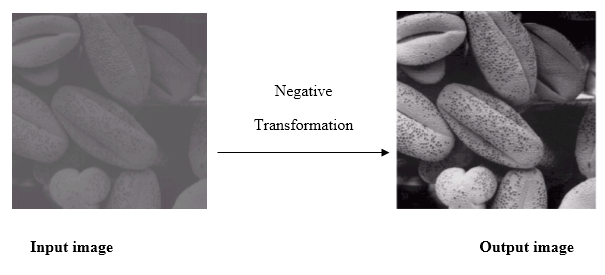 Negative
Transformation
Input image
Output image